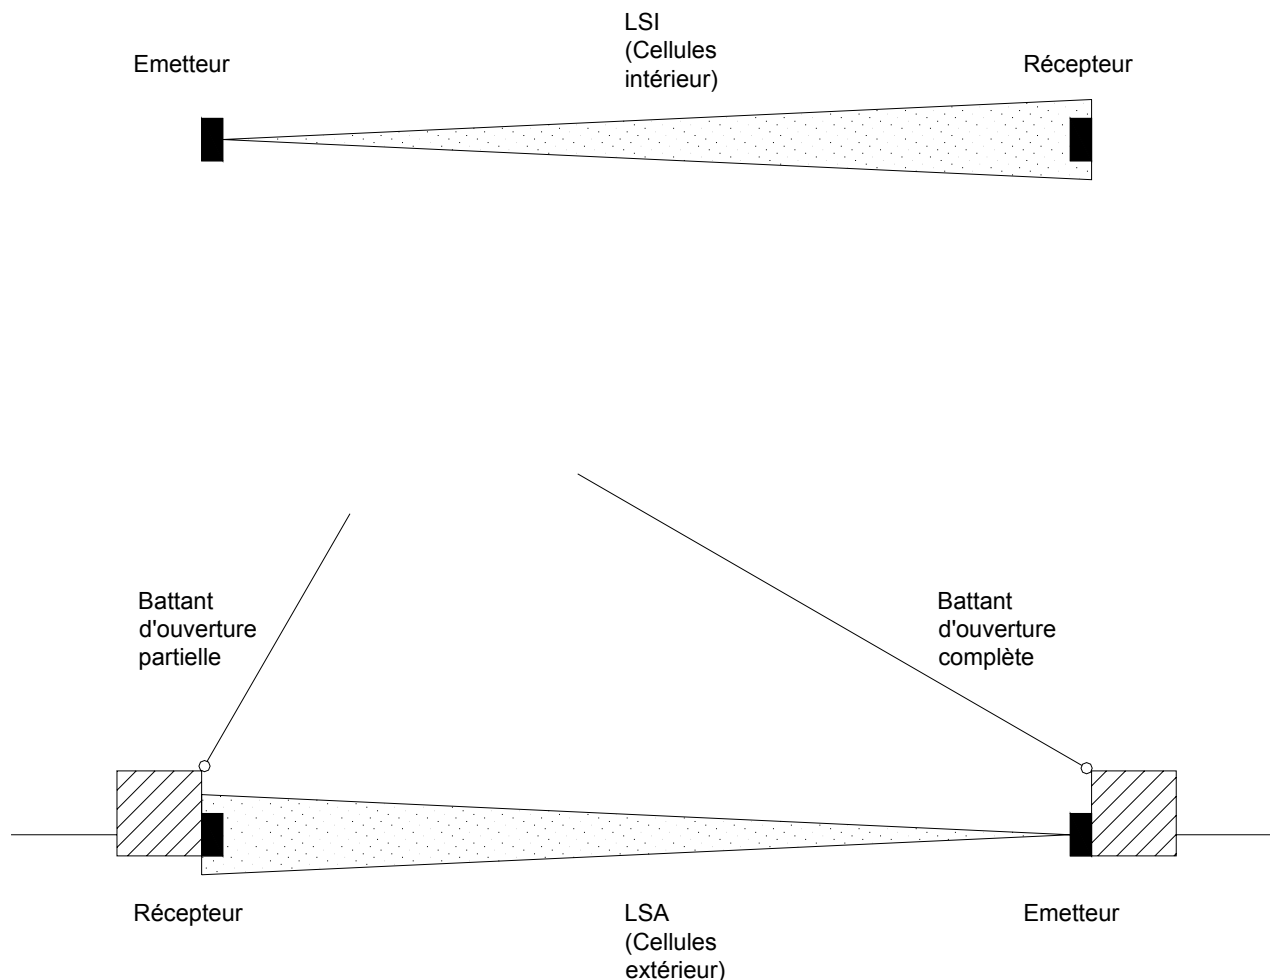 LSI
(Cellules
intérieur)
Emetteur
Récepteur
Battant
d'ouverture
partielle
Battant
d'ouverture
complète
Récepteur
LSA
(Cellules
extérieur)
Emetteur